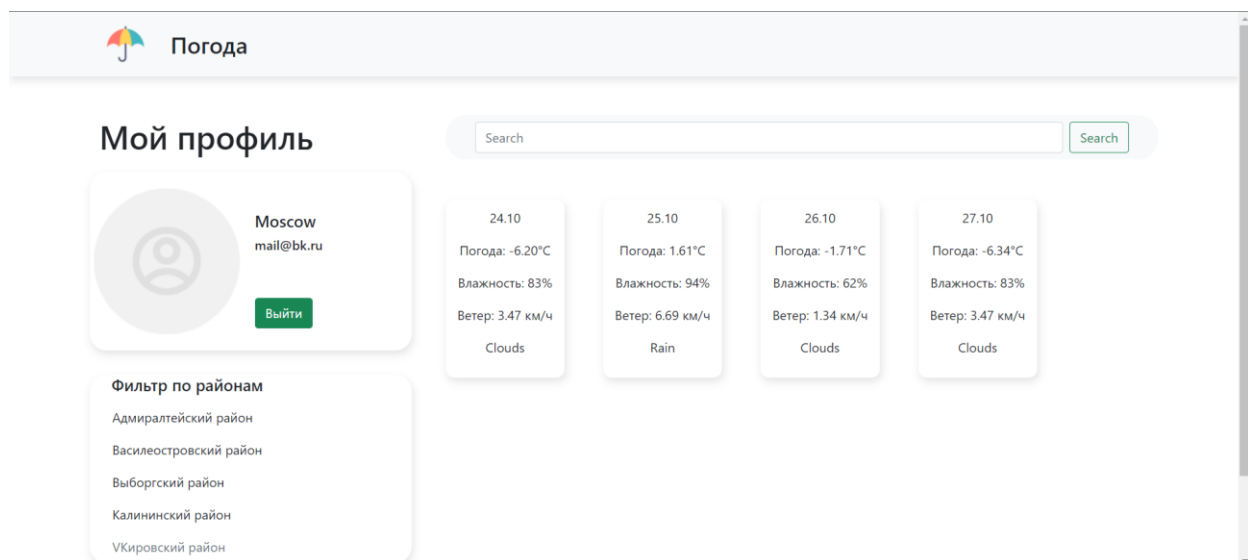 Погода
Мой профиль
Search
Search
Moscow
mail@bk.ru
Выйти
24.10
Погода: -6.20°C
Влажность: 83%
Ветер: 3.47 км/ч
Clouds
25.10
Погода: 1.61°C
Влажность: 94%
Ветер: 6.69 км/ч
Rain
26.10
Погода: -1.71°C
Влажность: 62%
Ветер: 1.34 км/ч
Clouds
27.10
Погода: -6.34°C
Влажность: 83%
Ветер: 3.47 км/ч
Clouds
Фильтр по районам
Адмиралтейский район
Василеостровский район
Выборгский район
Калининский район
VКировский район